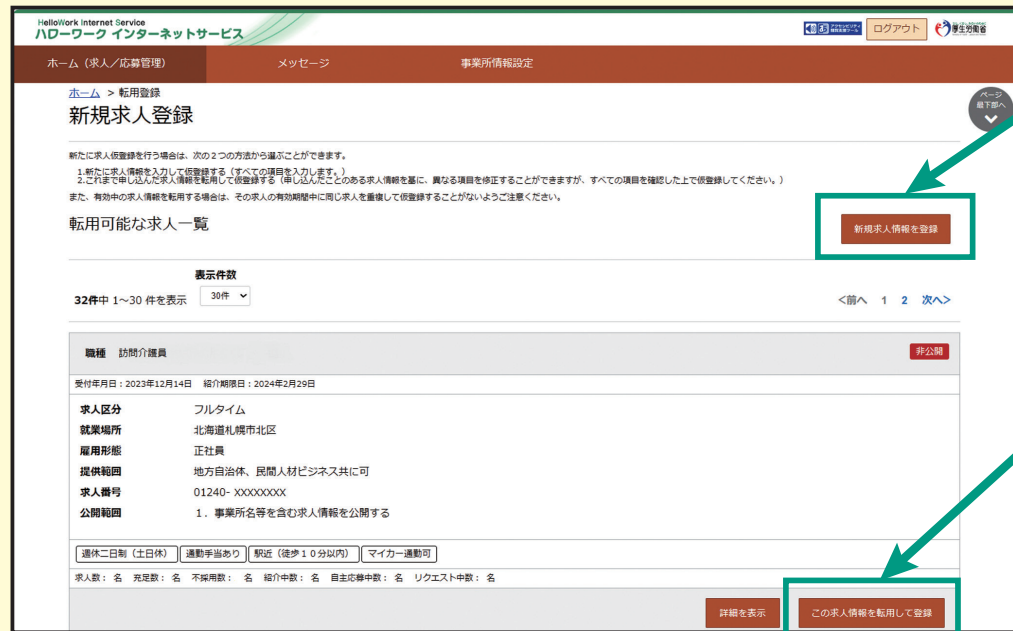 HelloWork Internet Service
ハローワーク インターネットサービス
ログアウト
厚生労働省
ホーム（求人／応募管理）
メッセージ
事業所情報設定
ホーム > 転用登録
ページ
最下部へ
新規求人登録
新たに求人仮登録を行う場合は、次の２つの方法から選ぶことができます。
1.新たに求人情報を入力して仮登録する（すべての項目を入力します。）
2.これまで申し込んだ求人情報を転用して仮登録する（申し込んだことのある求人情報を基に、異なる項目を修正することができますが、すべての項目を確認した上で仮登録してください。）
また、有効中の求人情報を転用する場合は、その求人の有効期間中に同じ求人を重複して仮登録することがないようご注意ください。
転用可能な求人一覧
新規求人情報を登録
表示件数
32件中 1～30 件を表示 30件
<前へ 1 2 次へ>
職種 訪問介護員
非公開
受付年月日：2023年12月14日 紹介期限日：2024年2月29日
求人区分 フルタイム
就業場所 北海道札幌市北区
雇用形態 正社員
提供範囲 地方自治体、民間人材ビジネス共に可
求人番号 01240- XXXXXXXX
公開範囲 １．事業所名等を含む求人情報を公開する
週休二日制（土日休） 通勤手当あり 駅近（徒歩１０分以内） マイカー通勤可
求人数： 名 充足数： 名 不採用数： 名 紹介中数： 名 自主応募中数： 名 リクエスト中数： 名
詳細を表示
この求人情報を転用して登録